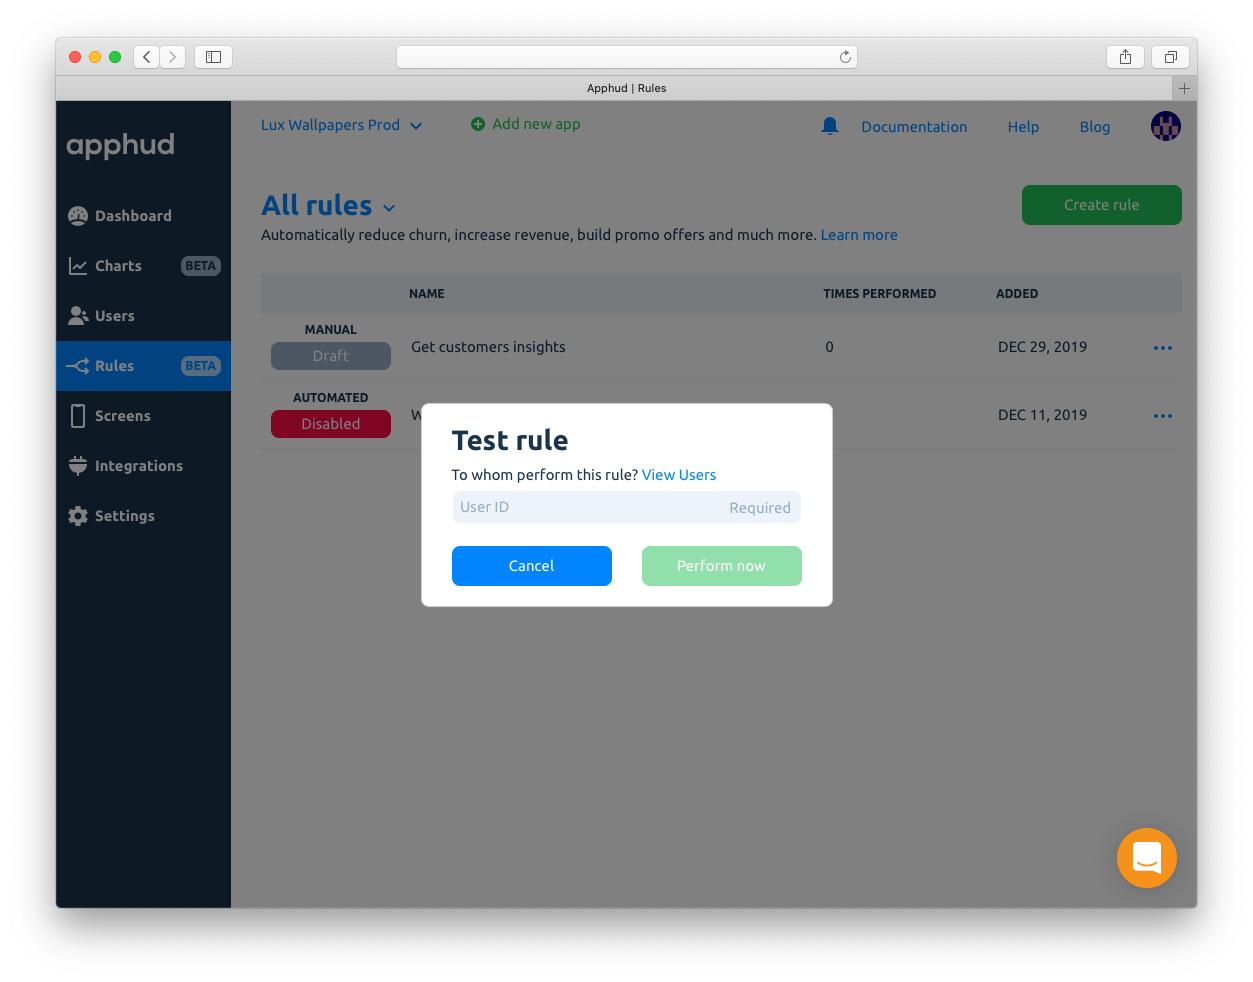 Apphud | Rules
apphud
Lux Wallpapers Prod
Add new app
Documentation
Help
Blog
Dashboard
Charts BETA
Users
Rules BETA
Screens
Integrations
Settings
All rules
Create rule
Automatically reduce churn, increase revenue, build promo offers and much more. Learn more
NAME TIMES PERFORMED ADDED
MANUAL
Draft Get customers insights 0 DEC 29, 2019
AUTOMATED
Disabled DEC 11, 2019
Test rule
To whom perform this rule? View Users
User ID Required
Cancel Perform now